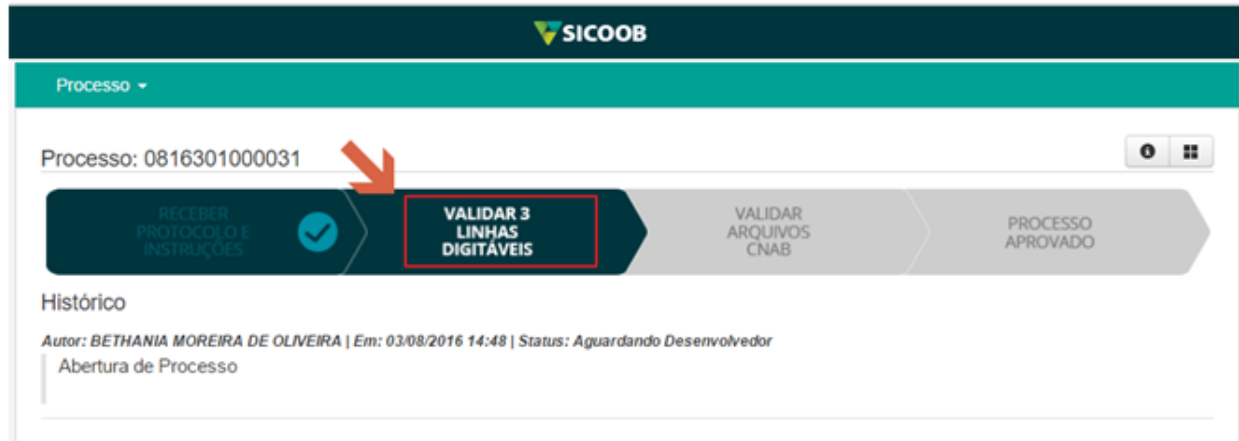 SICOOB
Processo
Processo: 0816301000031
RECEBER
PROTOCOLO E
INSTRUÇÕES
VALIDAR 3
LINHAS
DIGITÁVEIS
VALIDAR
ARQUIVOS
CNAB
PROCESSO
APROVADO
Histórico
Autor: BETHANIA MOREIRA DE OLIVEIRA | Em: 03/08/2016 14:48 | Status: Aguardando Desenvolvedor
Abertura de Processo